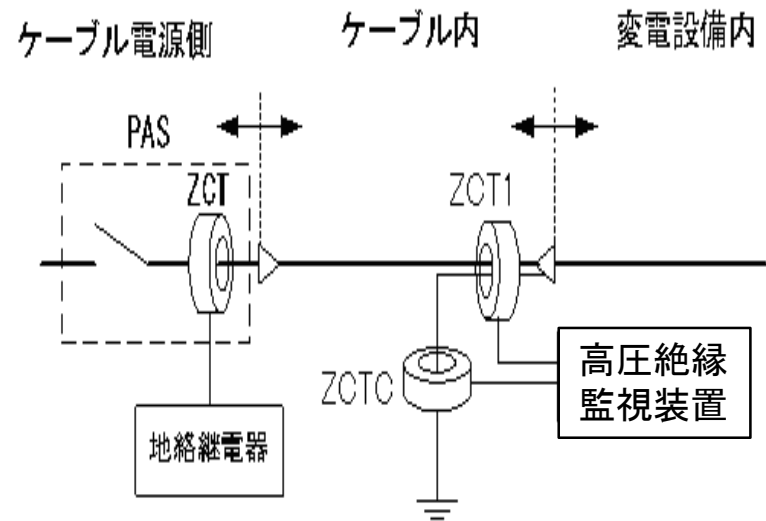 ケーブル電源側
ケーブル内
変電設備内
PAS
ZCT
ZCT1
ZCTC
高圧絶縁
監視装置
地絡継電器